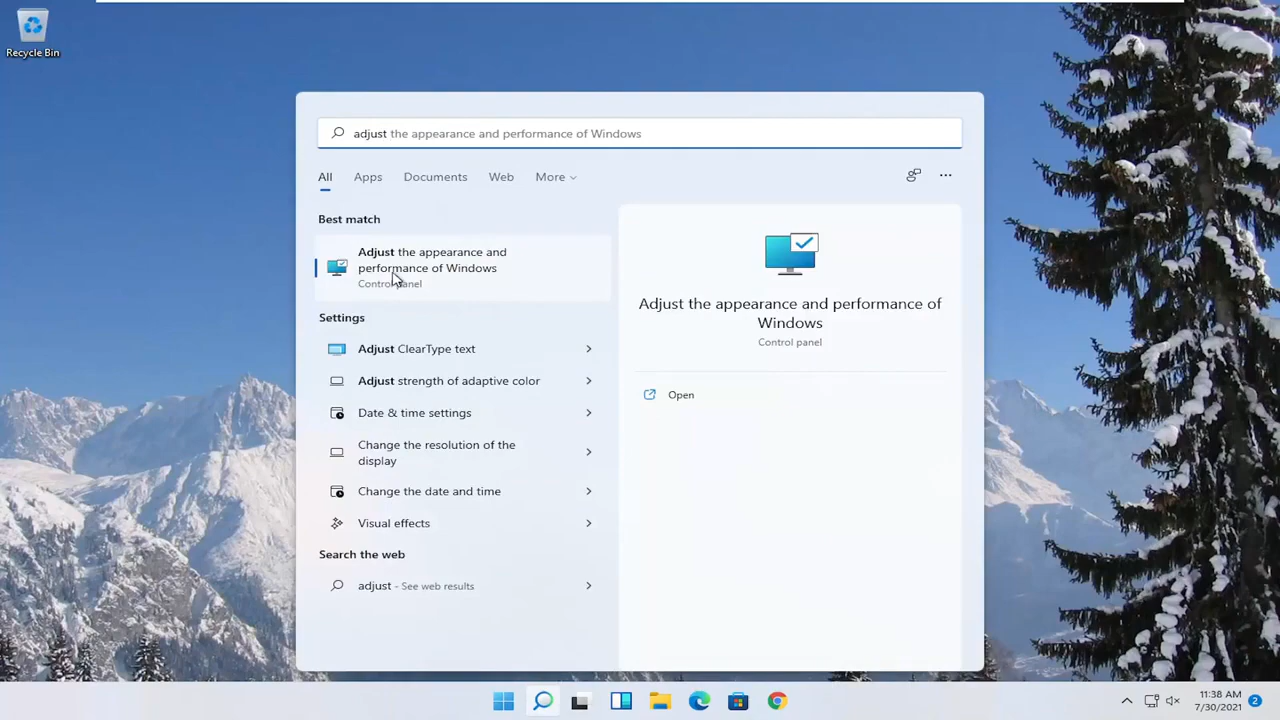 Recycle Bin
adjust the appearance and performance of Windows
All Apps Documents Web More ...
Best match
Adjust the appearance and
performance of Windows
Control panel
Settings
Adjust ClearType text
Adjust strength of adaptive color
Date & time settings
Change the resolution of the
display
Change the date and time
Visual effects
Search the web
adjust - See web results
Adjust the appearance and performance of
Windows
Control panel
Open
11:38 AM
7/30/2021
2